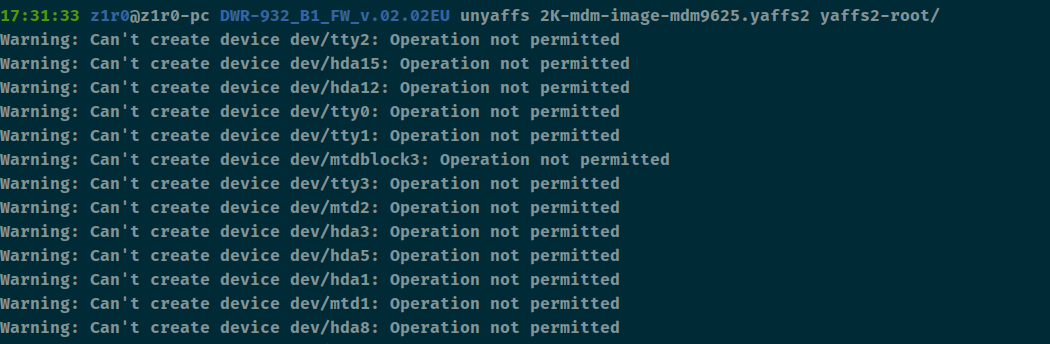 17:31:33 z1r0@z1r0-pc DWR-932_B1_FW_v.02.02EU unyaffs 2K-mdm-image-mdm9625.yaffs2 yaffs2-root/
Warning: Can't create device dev/tty2: Operation not permitted
Warning: Can't create device dev/hda15: Operation not permitted
Warning: Can't create device dev/hda12: Operation not permitted
Warning: Can't create device dev/tty0: Operation not permitted
Warning: Can't create device dev/tty1: Operation not permitted
Warning: Can't create device dev/mtdblock3: Operation not permitted
Warning: Can't create device dev/tty3: Operation not permitted
Warning: Can't create device dev/mtd2: Operation not permitted
Warning: Can't create device dev/hda3: Operation not permitted
Warning: Can't create device dev/hda5: Operation not permitted
Warning: Can't create device dev/hda1: Operation not permitted
Warning: Can't create device dev/mtd1: Operation not permitted
Warning: Can't create device dev/hda8: Operation not permitted